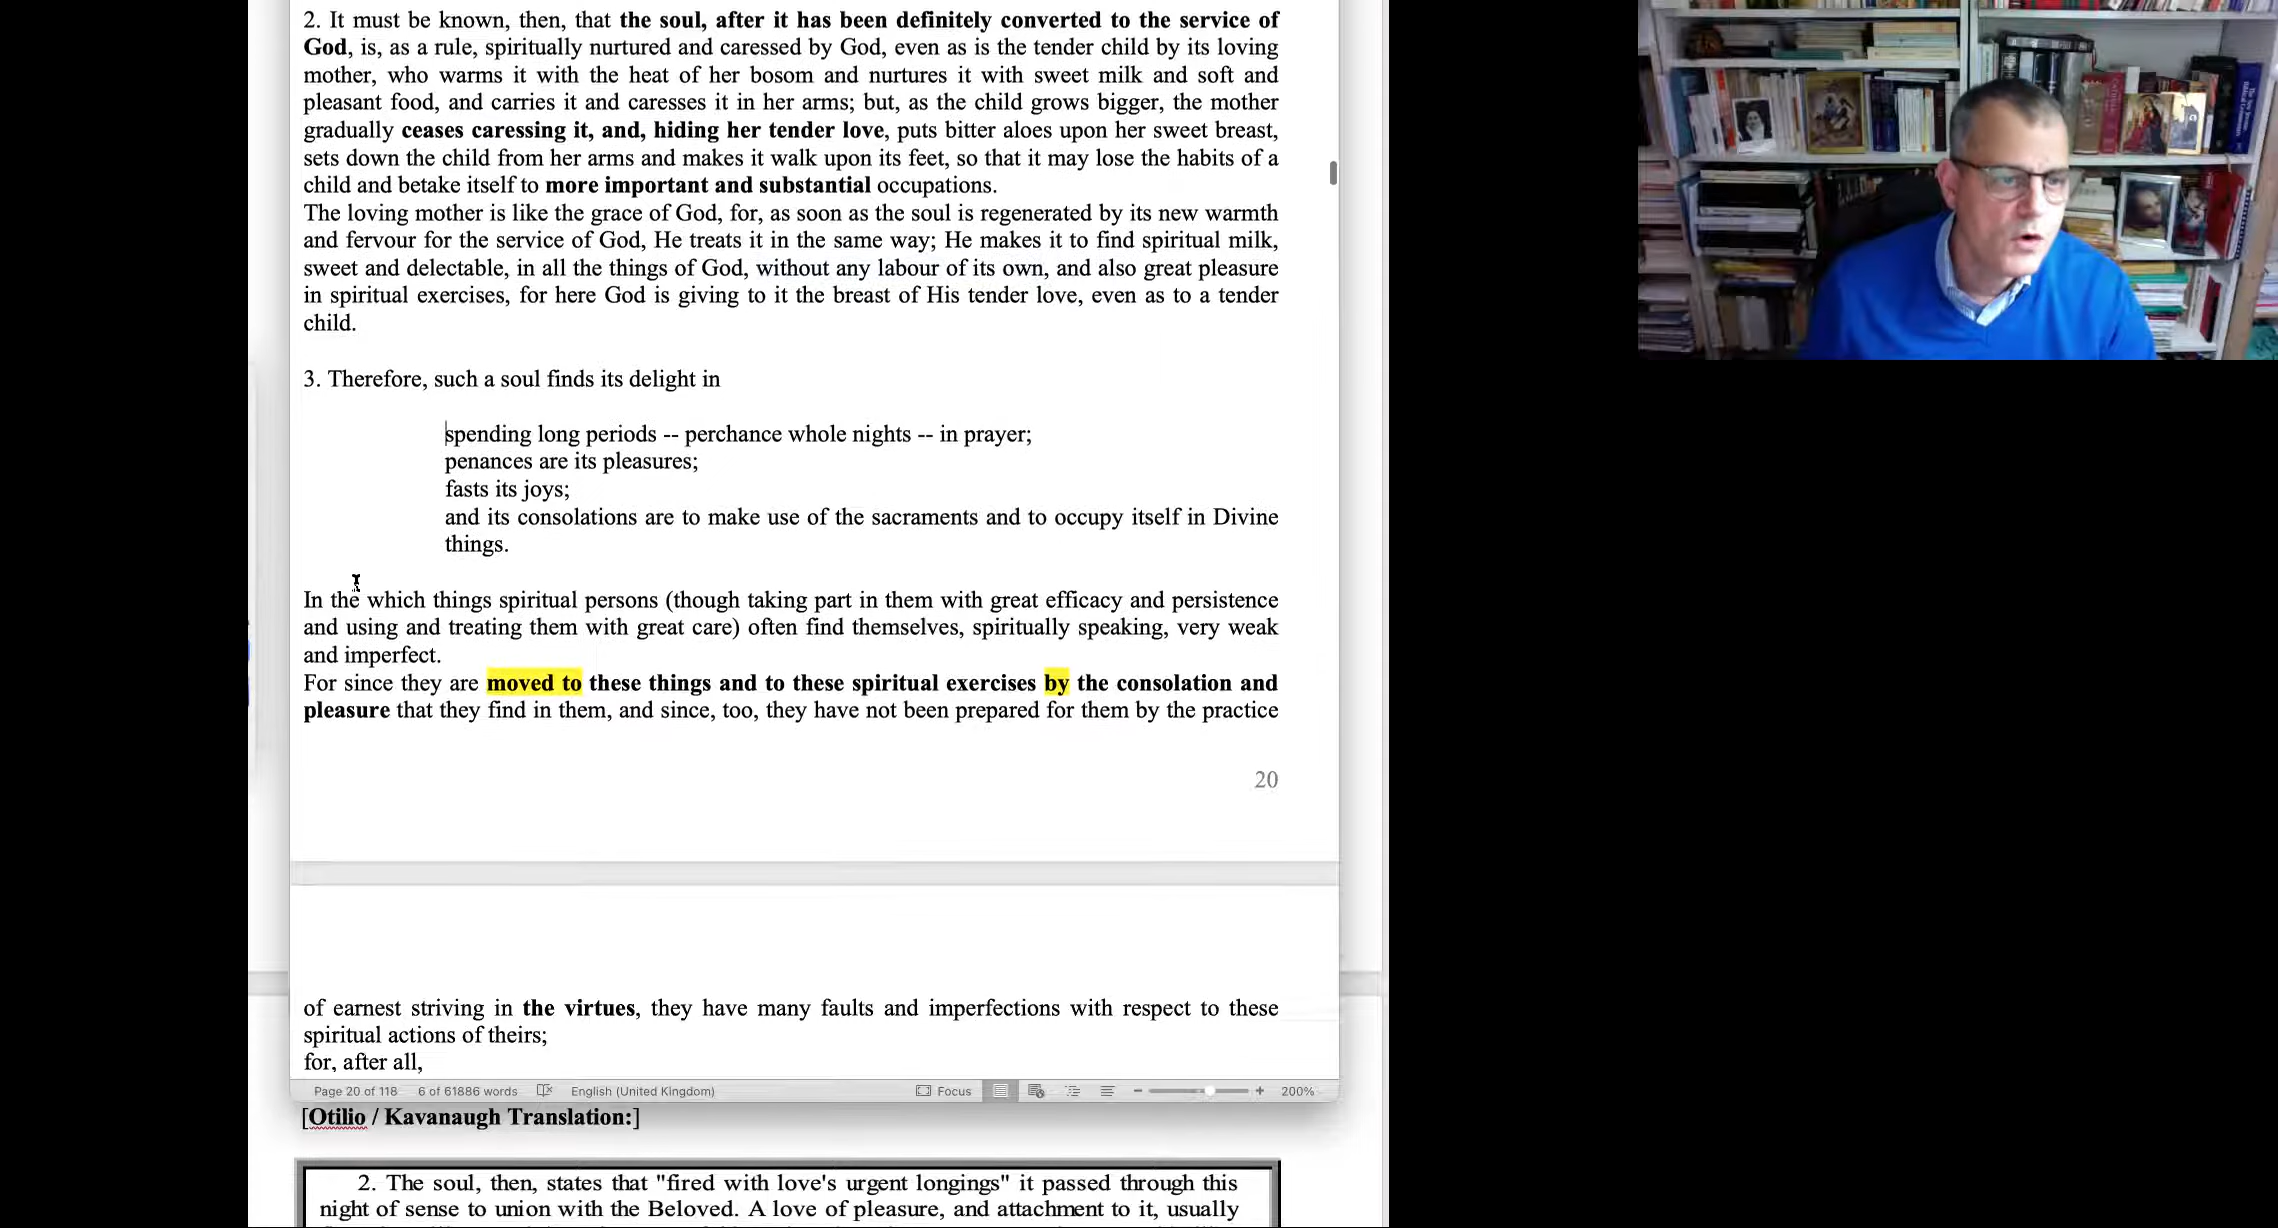 2. It must be known, then, that the soul, after it has been definitely converted to the service of
God, is, as a rule, spiritually nurtured and caressed by God, even as is the tender child by its loving
mother, who warms it with the heat of her bosom and nurtures it with sweet milk and soft and
pleasant food, and carries it and caresses it in her arms; but, as the child grows bigger, the mother
gradually ceases caressing it, and, hiding her tender love, puts bitter aloes upon her sweet breast,
sets down the child from her arms and makes it walk upon its feet, so that it may lose the habits of a
child and betake itself to more important and substantial occupations.
The loving mother is like the grace of God, for, as soon as the soul is regenerated by its new warmth
and fervour for the service of God, He treats it in the same way; He makes it to find spiritual milk,
sweet and delectable, in all the things of God, without any labour of its own, and also great pleasure
in spiritual exercises, for here God is giving to it the breast of His tender love, even as to a tender
child.
3. Therefore, such a soul finds its delight in
spending long periods -- perchance whole nights -- in prayer;
penances are its pleasures;
fasts its joys;
and its consolations are to make use of the sacraments and to occupy itself in Divine
things.
In the which things spiritual persons (though taking part in them with great efficacy and persistence
and using and treating them with great care) often find themselves, spiritually speaking, very weak
and imperfect.
For since they are moved to these things and to these spiritual exercises by the consolation and
pleasure that they find in them, and since, too, they have not been prepared for them by the practice
20
of earnest striving in the virtues, they have many faults and imperfections with respect to these
spiritual actions of theirs;
for, after all,
Page 20 of 118 6 of 61886 words English (United Kingdom) Focus 200%
[Otilio / Kavanaugh Translation:]
2. The soul, then, states that "fired with love's urgent longings" it passed through this
night of sense to union with the Beloved. A love of pleasure, and attachment to it, usually